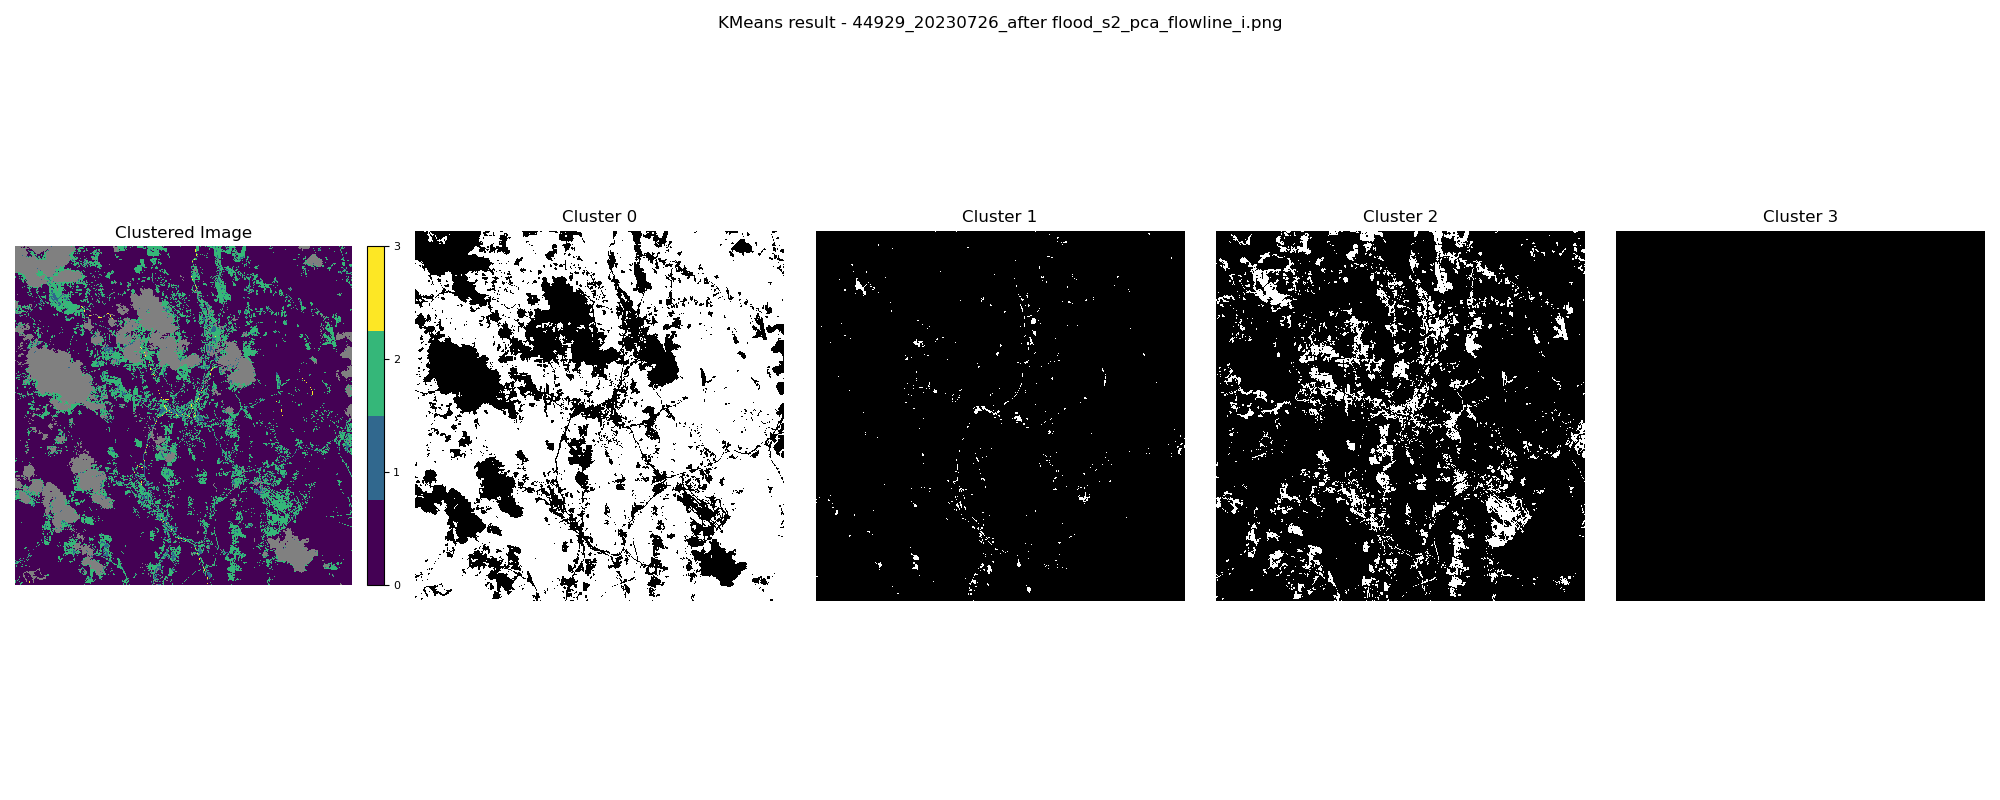 KMeans result - 44929_20230726_after flood_s2_pca_flowline_i.png
Clustered Image
Cluster 0
Cluster 1
Cluster 2
Cluster 3
3
2
1
0